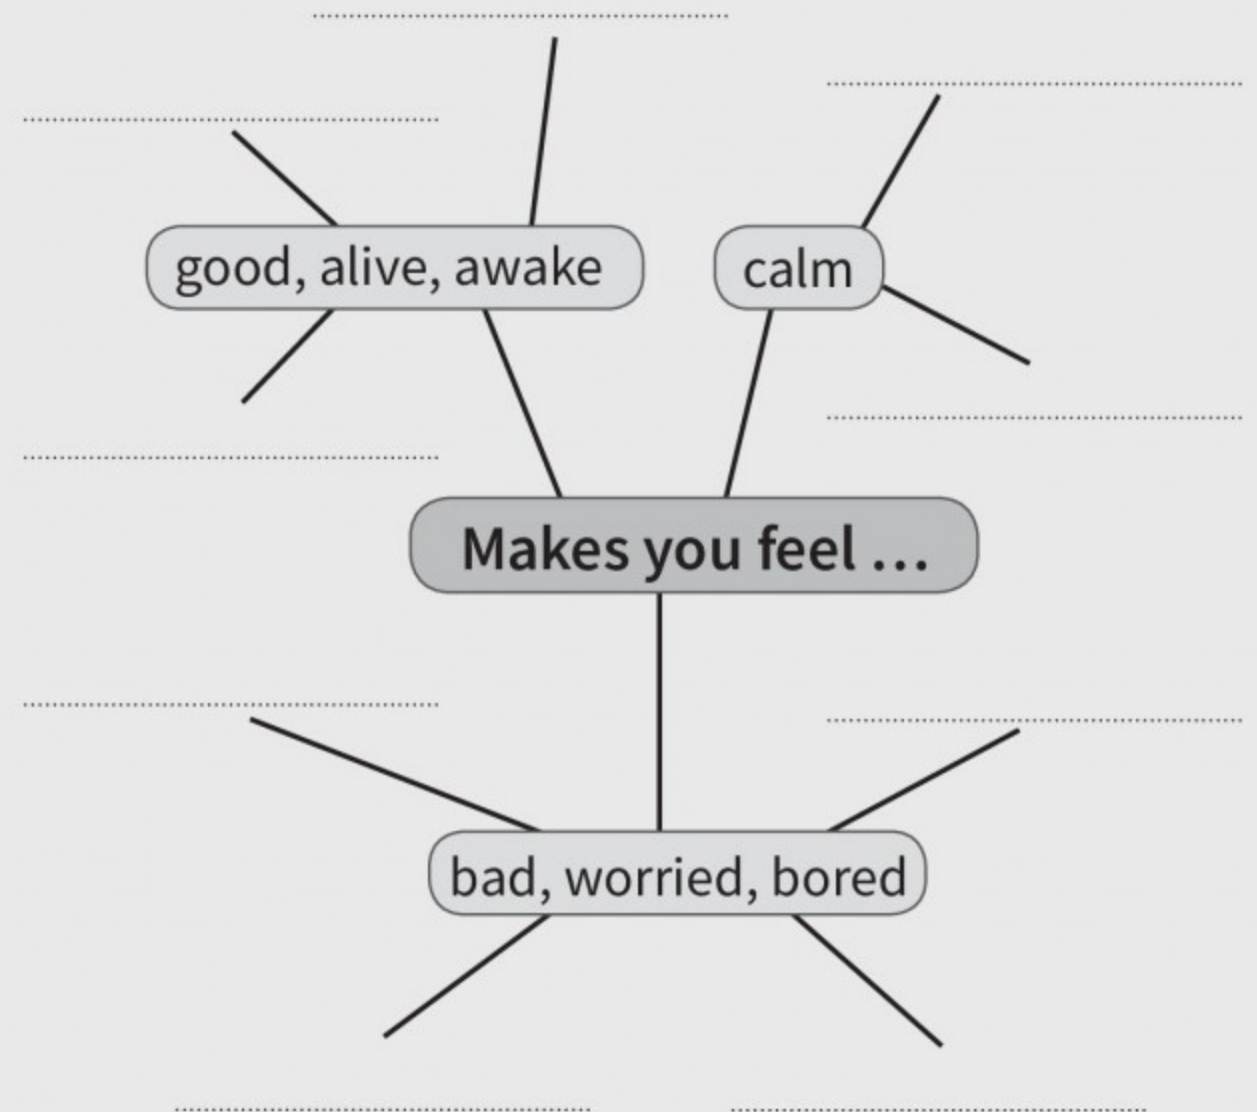 good, alive, awake
calm
Makes you feel ...
bad, worried, bored